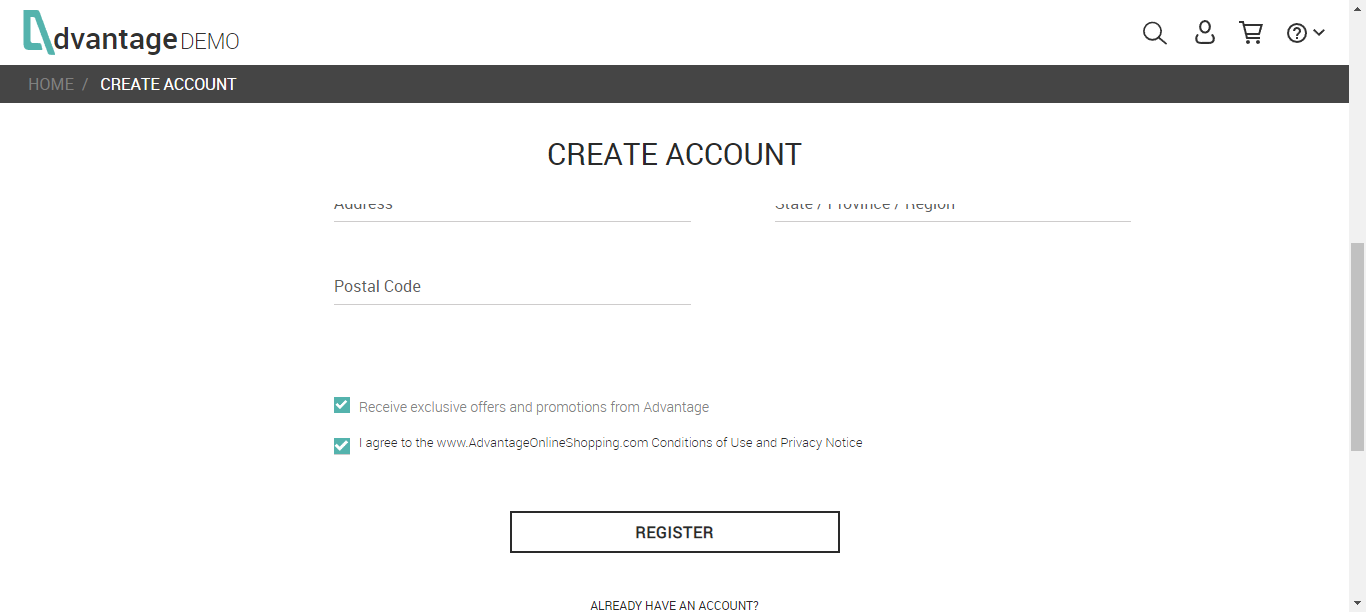 dvantage DEMO
HOME / CREATE ACCOUNT
CREATE ACCOUNT
Address State / Province / Region
Postal Code
Receive exclusive offers and promotions from Advantage
I agree to the www.AdvantageOnlineShopping.com Conditions of Use and Privacy Notice
REGISTER
ALREADY HAVE AN ACCOUNT?